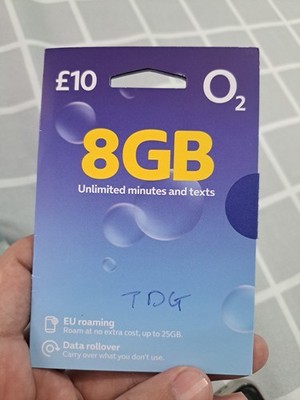 £10
O2
8GB
Unlimited minutes and texts
TDG
EU roaming
Roam at no extra cost, up to 25GB.
Data rollover
Carry over what you don't use.